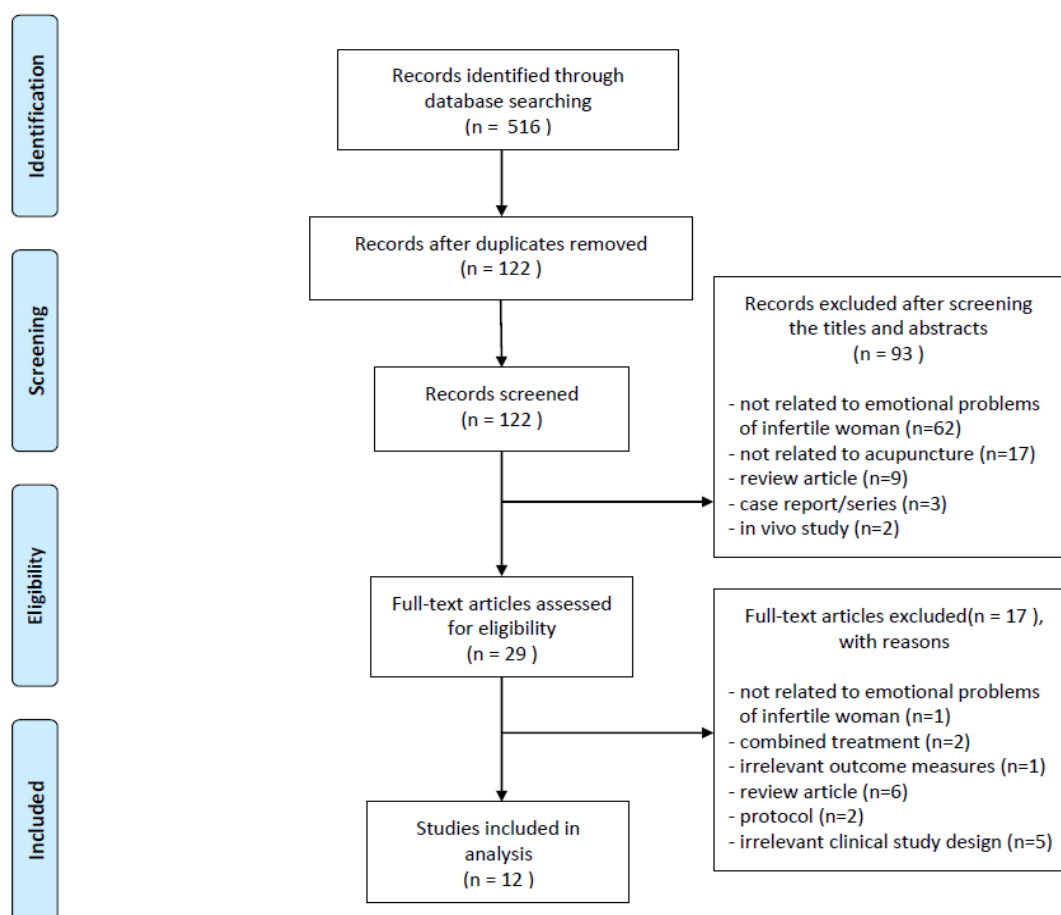 Identification
Records identified through
database searching
(n = 516 )
Records after duplicates removed
(n = 122 )
Screening
Records screened
(n = 122 )
Records excluded after screening
the titles and abstracts
(n = 93 )
- not related to emotional problems
of infertile woman (n=62)
- not related to acupuncture (n=17)
- review article (n=9)
- case report/series (n=3)
- in vivo study (n=2)
Eligibility
Full-text articles assessed
for eligibility
(n = 29 )
Full-text articles excluded(n = 17 ),
with reasons
- not related to emotional problems
of infertile woman (n=1)
- combined treatment (n=2)
- irrelevant outcome measures (n=1)
- review article (n=6)
- protocol (n=2)
- irrelevant clinical study design (n=5)
Included
Studies included in
analysis
(n = 12 )